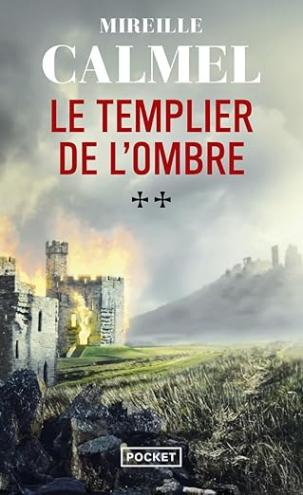 MIREILLE
CALMEL
LE TEMPLIER
DE L'OMBRE
POCKET